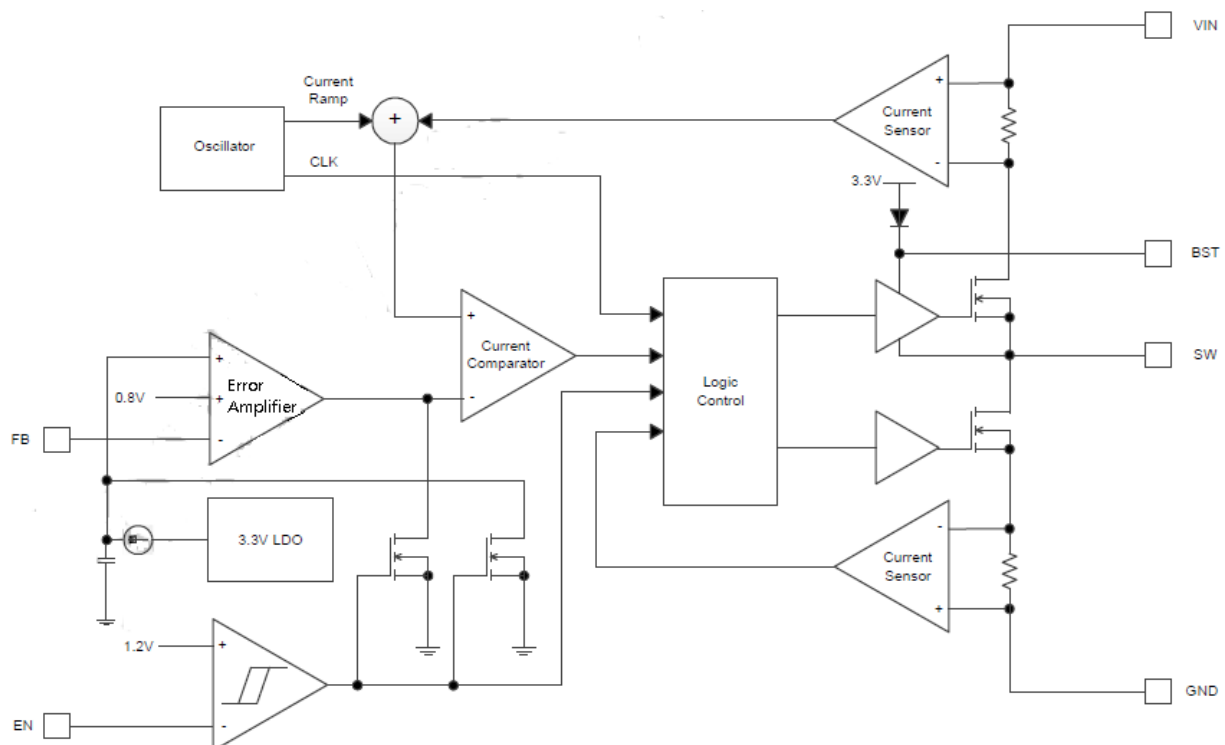 VIN
Current
Ramp
+
+
Current
Sensor
-
Oscillator
CLK
3.3V
BST
+
Current
Comparator
-
Logic
Control
SW
+
0.8V
+
Error
Amplifier
-
FB
3.3V LDO
-
Current
Sensor
+
1.2V
+
-
EN
GND